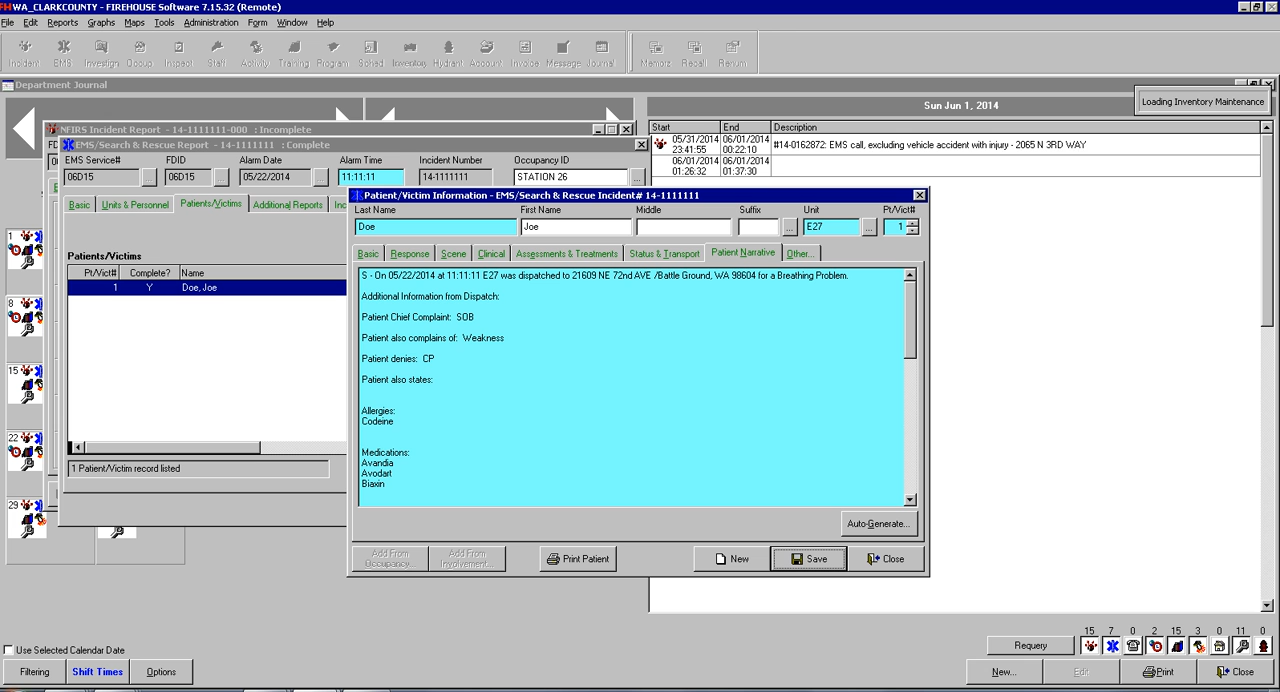 WA_CLARKCOUNTY - FIREHOUSE Software 7.15.32 (Remote)
File Edit Reports Graphs Maps Tools Administration Form Window Help
Incident EMS Investign Occup Inspect Staff Activity Training Program Sched Inventory Hydrant Account Invoice Message Journal Memorz Recall Renum
Department Journal
Loading Inventory Maintenance
Sun Jun 1, 2014
Start End Description
05/31/2014 23:41:55 06/01/2014 00:22:10 #14-0162872: EMS call, excluding vehicle accident with injury - 2065 N 3RD WAY
06/01/2014 01:26:32 06/01/2014 01:37:30
NFIRS Incident Report - 14-1111111-000 : Incomplete
EMS/Search & Rescue Report - 14-1111111 : Complete
EMS Service# FDID Alarm Date Alarm Time Incident Number Occupancy ID
06D15 ... 06D15 05/22/2014 11:11:11 14-1111111 STATION 26 ...
Basic Units & Personnel Patients/Victims Additional Reports Inc
Patients/Victims
Pt/Vict# Complete? Name
1 Y Doe, Joe
1 Patient/Victim record listed
Patient/Victim Information - EMS/Search & Rescue Incident# 14-1111111
Last Name First Name Middle Suffix Unit Pt/Vict#
Doe Joe ... E27 ... 1
Basic Response Scene Clinical Assessments & Treatments Status & Transport Patient Narrative Other...
S - On 05/22/2014 at 11:11:11 E27 was dispatched to 21609 NE 72nd AVE /Battle Ground, WA 98604 for a Breathing Problem.
Additional Information from Dispatch:
Patient Chief Complaint: SOB
Patient also complains of: Weakness
Patient denies: CP
Patient also states:
Allergies:
Codeine
Medications:
Avandia
Avodart
Biaxin
Auto-Generate...
Add From Occupancy... Add From Involvement... Print Patient New Save Close
1
8
15
22
29
15 7 0 2 15 3 0 11 0
Use Selected Calendar Date
Requery
Filtering Shift Times Options New... Edit Print Close